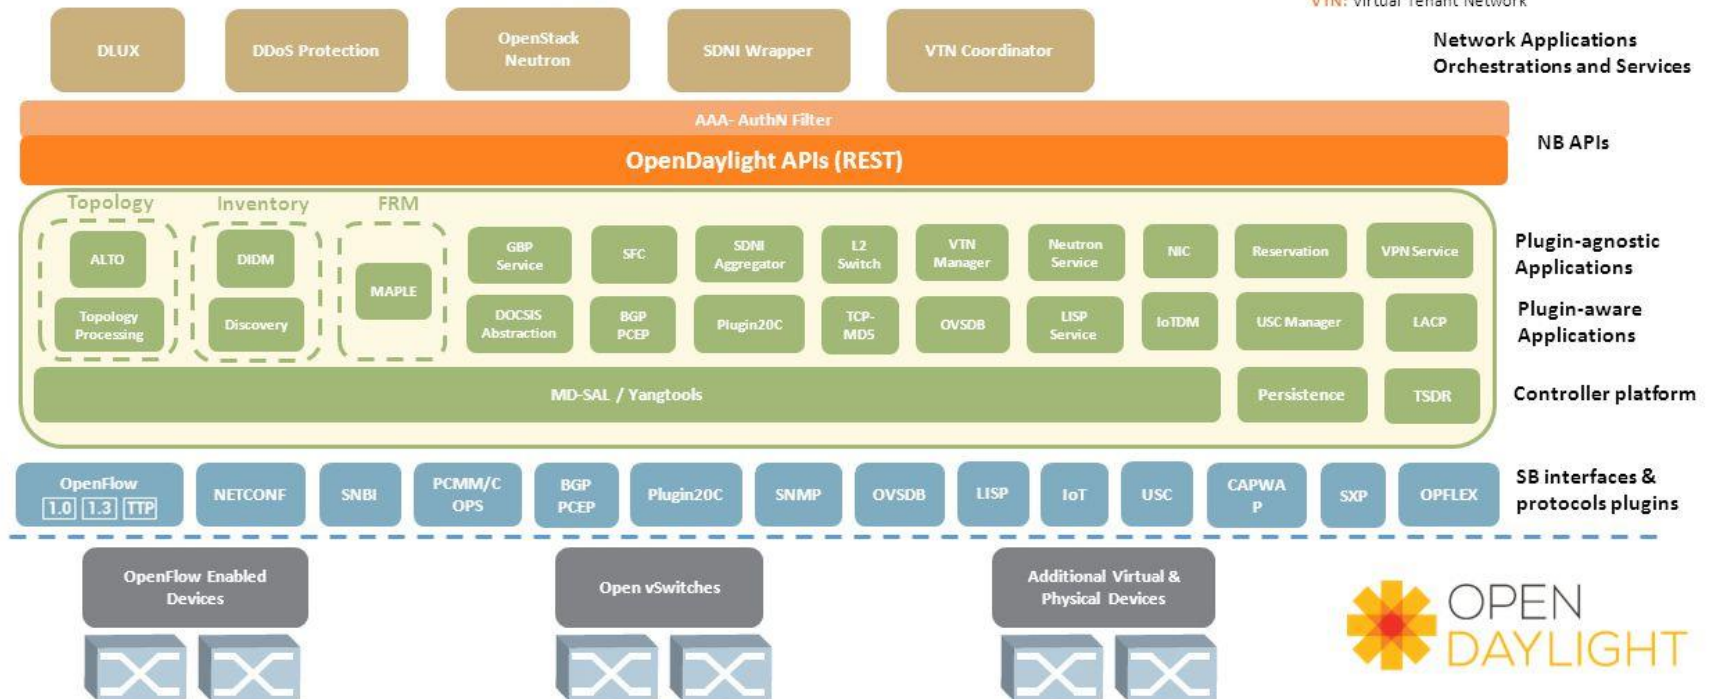 VTN: Virtual Tenant Network
DLUX
DDoS Protection
OpenStack
Neutron
SDNI Wrapper
VTN Coordinator
Network Applications
Orchestrations and Services
AAA- AuthN Filter
OpenDaylight APIs (REST)
NB APIs
Topology
Inventory
FRM
ALTO
DIDM
MAPLE
Topology
Processing
Discovery
GBP
Service
SFC
SDNI
Aggregator
L2
Switch
VTN
Manager
Neutron
Service
NIC
Reservation
VPN Service
Plugin-agnostic
Applications
DOCSIS
Abstraction
BGP
PCEP
Plugin20C
TCP-
MD5
OVSDB
LISP
Service
IoTDM
USC Manager
LACP
Plugin-aware
Applications
MD-SAL / Yangtools
Persistence
TSDR
Controller platform
OpenFlow
1.0 1.3 TTP
NETCONF
SNBI
PCMM/C
OPS
BGP
PCEP
Plugin20C
SNMP
OVSDB
LISP
IoT
USC
CAPWA
P
SXP
OPFLEX
SB interfaces &
protocols plugins
OpenFlow Enabled
Devices
Open vSwitches
Additional Virtual &
Physical Devices
OPEN
DAYLIGHT